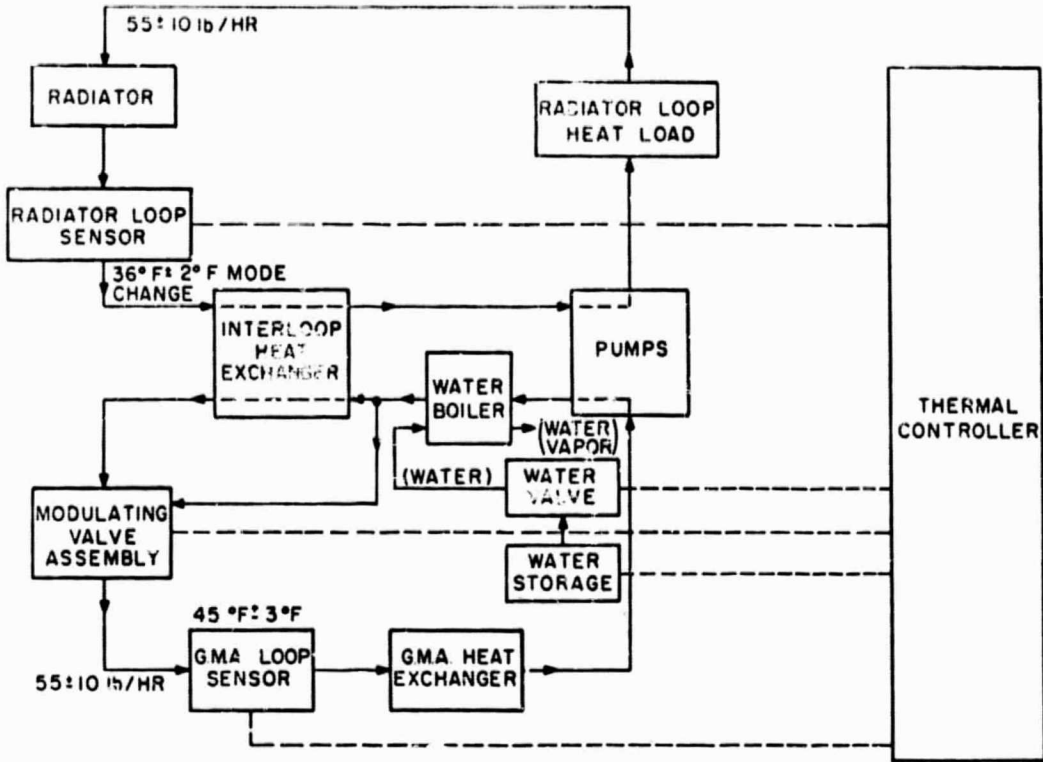 55±10 lb/HR
RADIATOR
RADIATOR LOOP
HEAT LOAD
RADIATOR LOOP
SENSOR
36°F±2°F MODE
CHANGE
INTERLOOP
HEAT
EXCHANGER
PUMPS
WATER
BOILER
THERMAL
CONTROLLER
(WATER
VAPOR)
(WATER)
WATER
VALVE
MODULATING
VALVE
ASSEMBLY
WATER
STORAGE
45°F±3°F
G.M.A. LOOP
SENSOR
G.M.A. HEAT
EXCHANGER
55±10 lb/HR